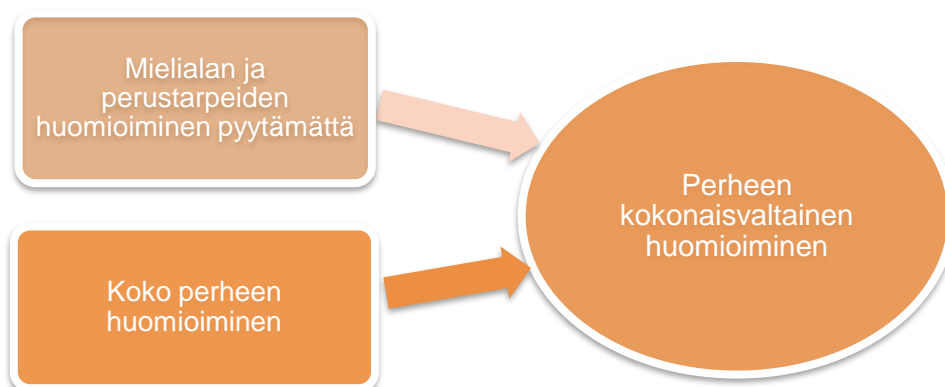 Mielialan ja
perustarpeiden
huomioiminen pyytämättä
Koko perheen
huomioiminen
Perheen
kokonaisvaltainen
huomioiminen